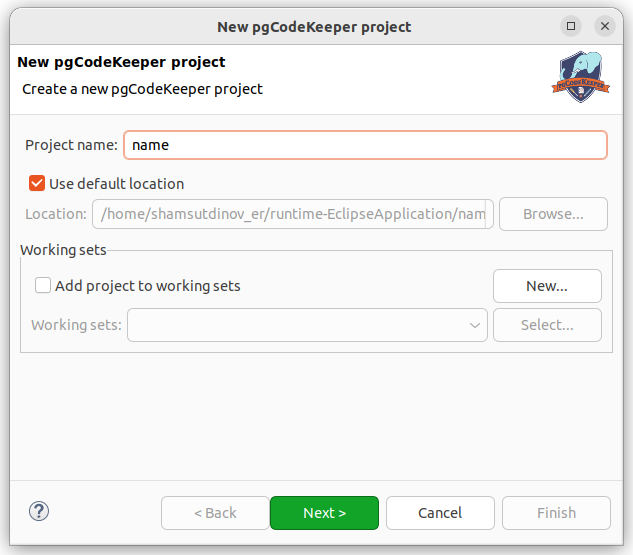 New pgCodeKeeper project
New pgCodeKeeper project
Create a new pgCodeKeeper project
PGCODEKEEPER
Project name: name
Use default location
Location: /home/shamsutdinov_er/runtime-EclipseApplication/nam Browse...
Working sets
Add project to working sets New...
Working sets: Select...
? < Back Next > Cancel Finish